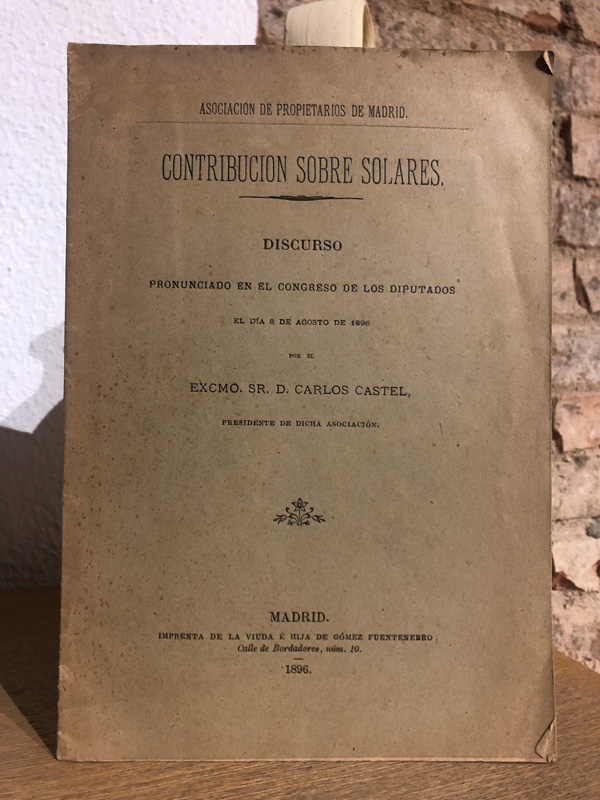 ASOCIACION DE PROPIETARIOS DE MADRID.
CONTRIBUCION SOBRE SOLARES.
DISCURSO
PRONUNCIADO EN EL CONGRESO DE LOS DIPUTADOS
EL DÍA 8 DE AGOSTO DE 1896
POR EL
EXCMO. SR. D. CARLOS CASTEL,
PRESIDENTE DE DICHA ASOCIACIÓN.
MADRID.
IMPRENTA DE LA VIUDA É HIJA DE GÓMEZ FUENTENEBRO
Calle de Bordadores, núm. 10.
1896.